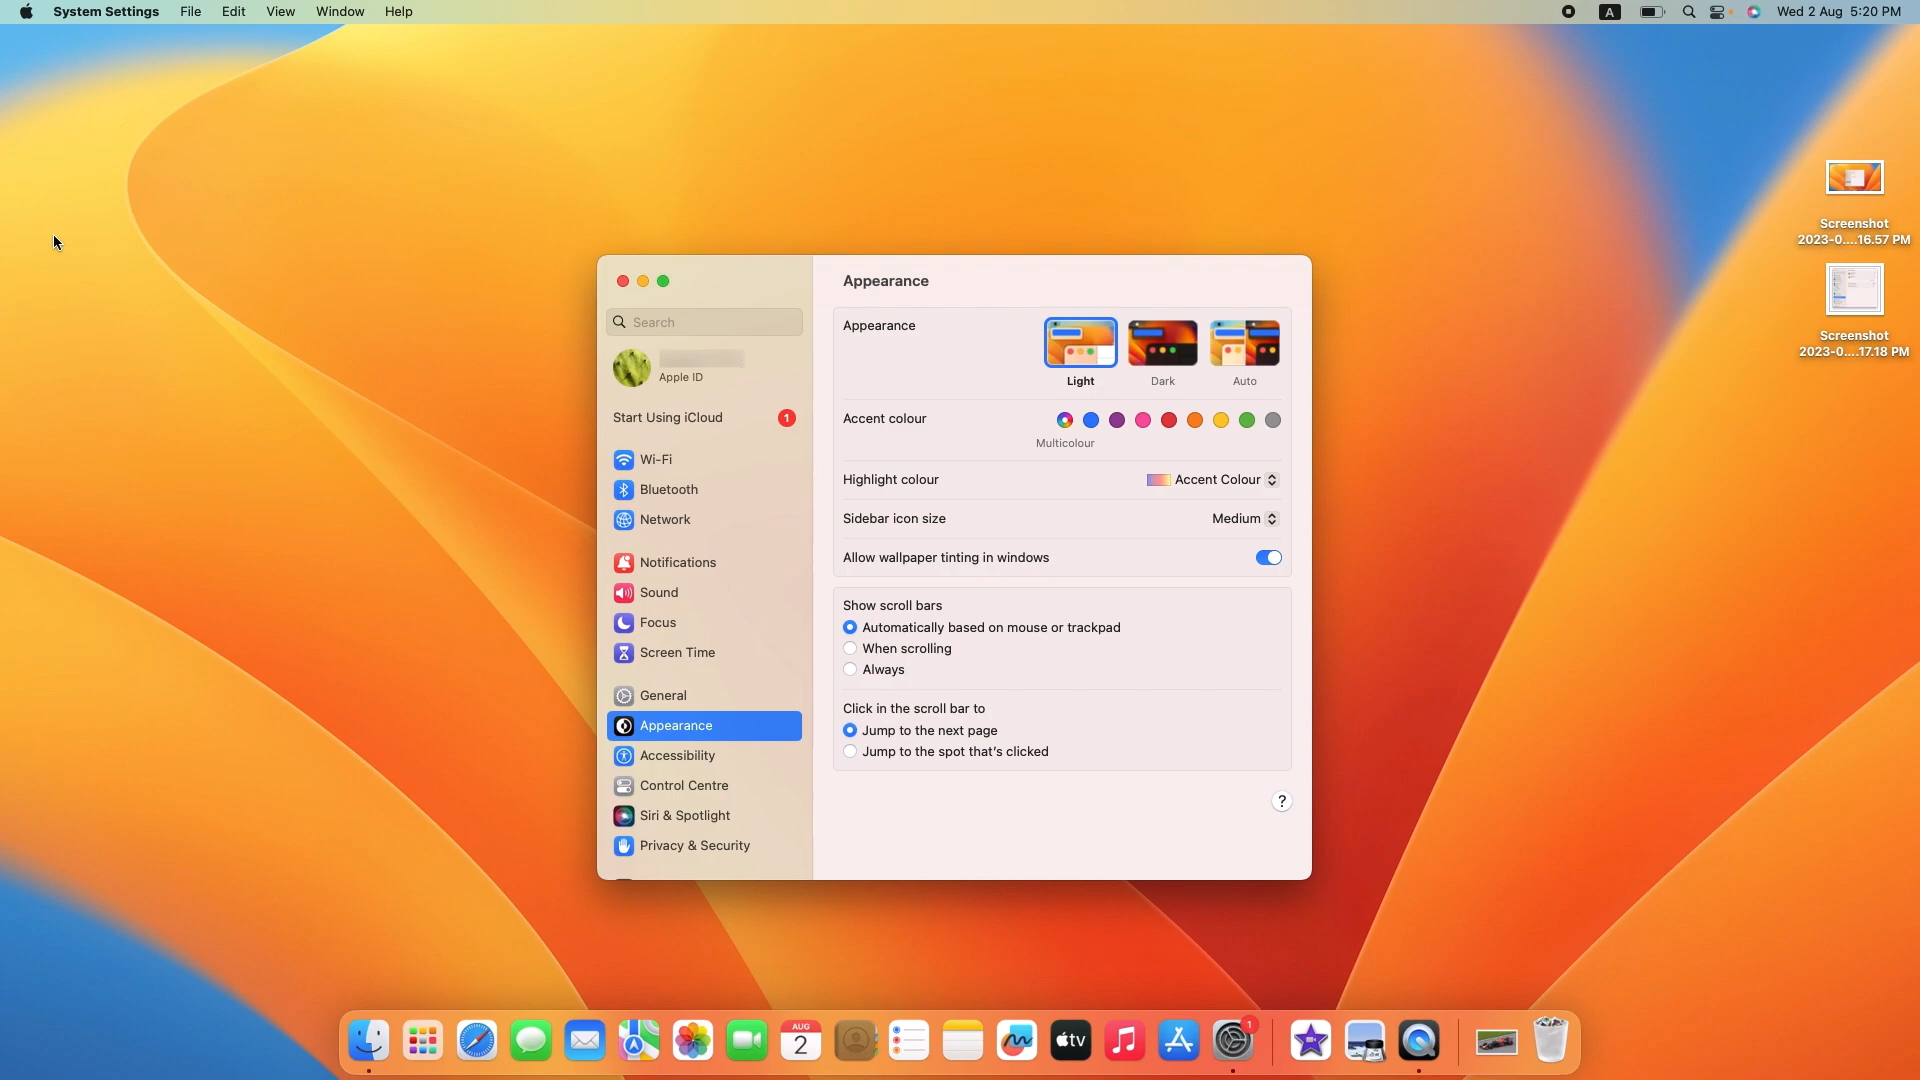 System Settings File Edit View Window Help
A Wed 2 Aug 5:20 PM
Screenshot
2023-0....16.57 PM
Screenshot
2023-0....17.18 PM
Search
Apple ID
Start Using iCloud 1
Wi-Fi
Bluetooth
Network
Notifications
Sound
Focus
Screen Time
General
Appearance
Accessibility
Control Centre
Siri & Spotlight
Privacy & Security
Appearance
Appearance
Light Dark Auto
Accent colour
Multicolour
Highlight colour Accent Colour
Sidebar icon size Medium
Allow wallpaper tinting in windows
Show scroll bars
Automatically based on mouse or trackpad
When scrolling
Always
Click in the scroll bar to
Jump to the next page
Jump to the spot that's clicked
?
AUG
2
tv
1